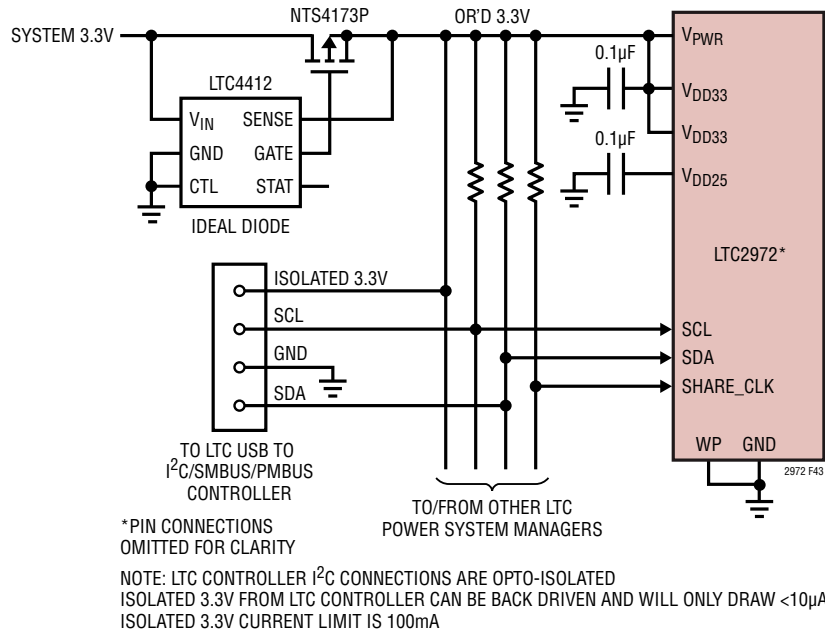 NTS4173P
SYSTEM 3.3V
OR'D 3.3V
LTC4412
VIN
SENSE
GND
GATE
CTL
STAT
IDEAL DIODE
0.1µF
0.1µF
VPWR
VDD33
VDD33
VDD25
LTC2972*
SCL
SDA
SHARE_CLK
WP
GND
2972 F43
ISOLATED 3.3V
SCL
GND
SDA
TO LTC USB TO
I2C/SMBUS/PMBUS
CONTROLLER
TO/FROM OTHER LTC
POWER SYSTEM MANAGERS
*PIN CONNECTIONS
OMITTED FOR CLARITY
NOTE: LTC CONTROLLER I2C CONNECTIONS ARE OPTO-ISOLATED
ISOLATED 3.3V FROM LTC CONTROLLER CAN BE BACK DRIVEN AND WILL ONLY DRAW <10µA
ISOLATED 3.3V CURRENT LIMIT IS 100mA